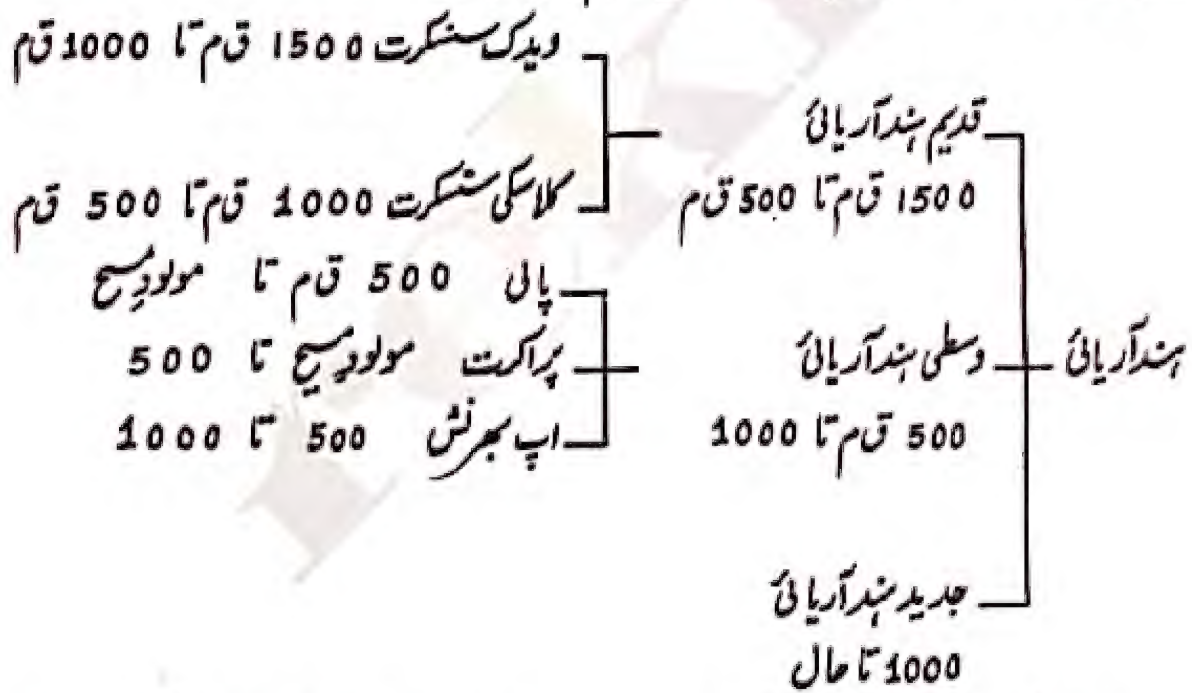 ویدک سنسکرت 1500 ق م تا 1000 ق م
قدیم ہند آریائی
کلاسکی سنسکرت 1000 ق م تا 500 ق م
1500 ق م تا 500 ق م
پالی 500 ق م تا مولودِ مسیح
ہند آریائی
وسطی ہند آریائی
پراکرت مولودِ مسیح تا 500
500 ق م تا 1000
اپ بھرنش 500 تا 1000
جدید ہند آریائی
1000 تا حال